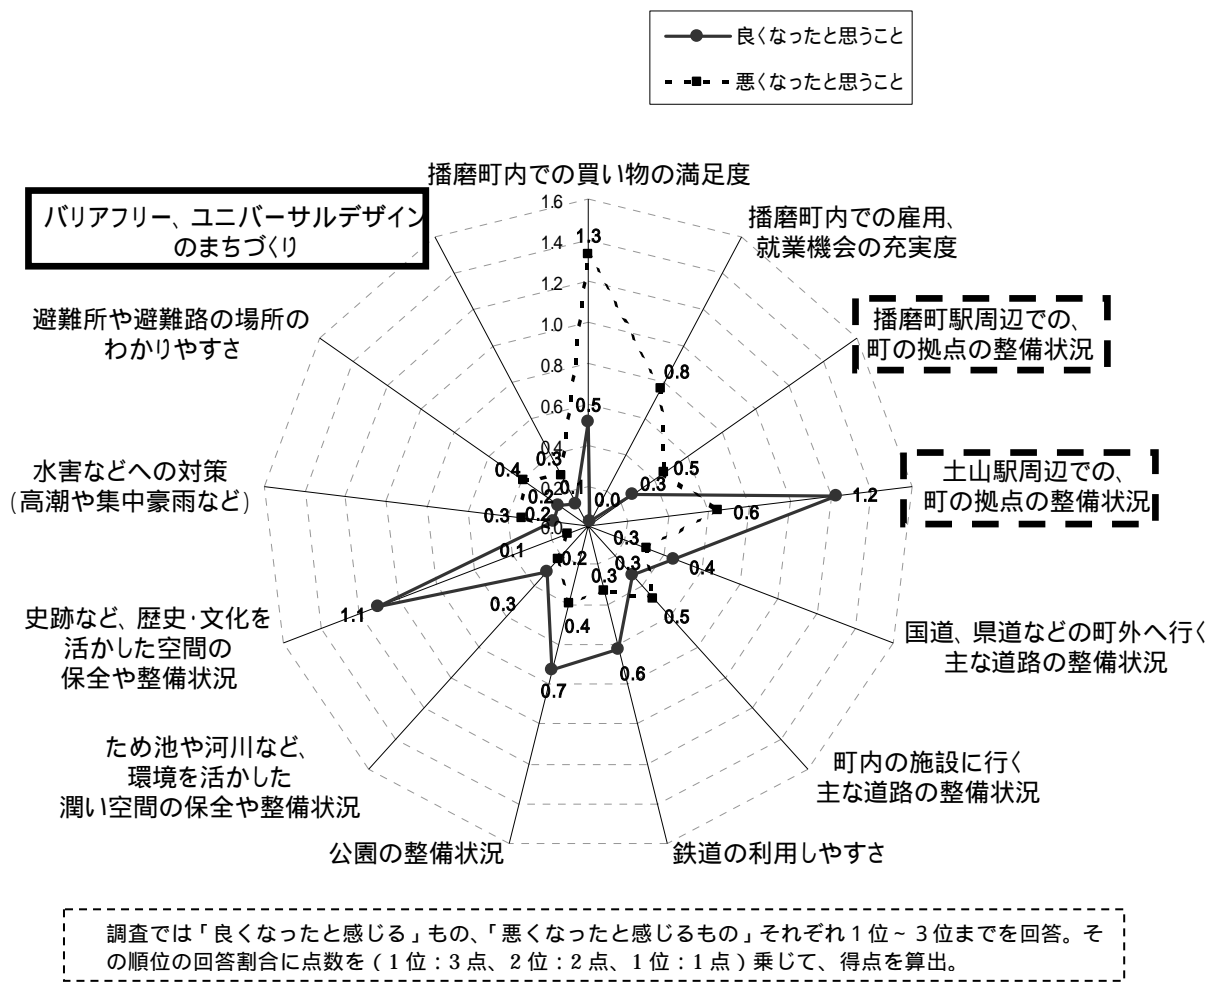 良くなったと思うこと
悪くなったと思うこと
播磨町内での買い物の満足度
播磨町内での雇用、
就業機会の充実度
播磨町駅周辺での、
町の拠点の整備状況
土山駅周辺での、
町の拠点の整備状況
国道、県道などの町外へ行く
主な道路の整備状況
町内の施設に行く
主な道路の整備状況
鉄道の利用しやすさ
公園の整備状況
ため池や河川など、
環境を活かした
潤い空間の保全や整備状況
史跡など、歴史・文化を
活かした空間の
保全や整備状況
水害などへの対策
(高潮や集中豪雨など)
避難所や避難路の場所の
わかりやすさ
バリアフリー、ユニバーサルデザイン
のまちづくり
1.6
1.4
1.2
1.0
0.8
0.6
0.4
0.2
0.0
1.3
0.8
0.5
0.6
0.3
0.5
0.3
0.4
0.2
0.1
0.3
0.4
0.3
0.5
0.0
0.3
1.2
0.4
0.3
0.6
0.7
0.3
1.1
0.2
0.2
0.1
調査では「良くなったと感じる」もの、「悪くなったと感じるもの」それぞれ1位~3位までを回答。そ
の順位の回答割合に点数を(1位:3点、2位:2点、1位:1点)乗じて、得点を算出。